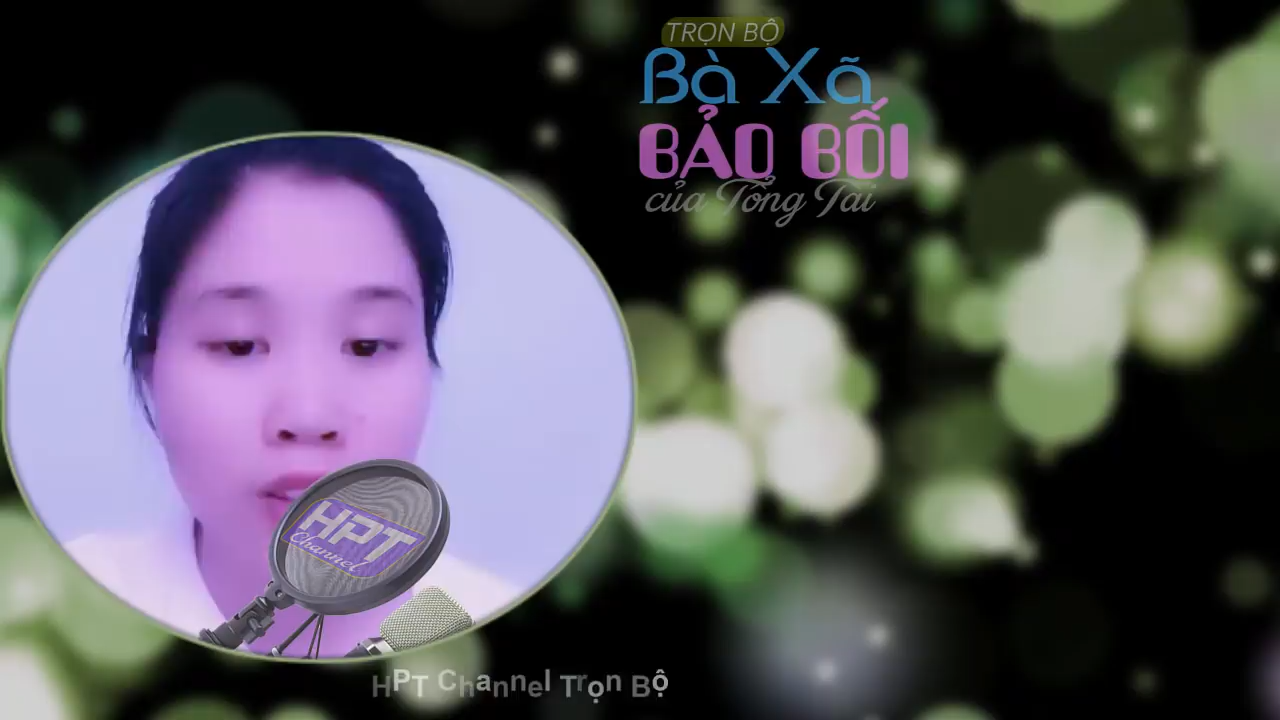 TRỌN BỘ
Bà Xã
BẢO BỐI
của Tổng Tài
HPT
Channel
HPT Channel Trọn Bộ